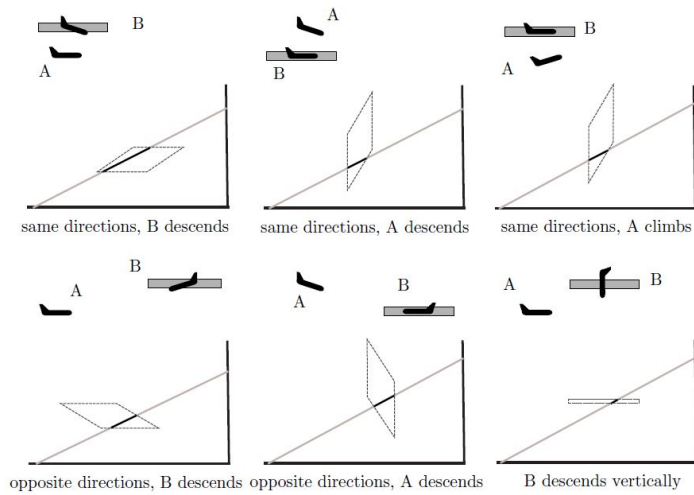 B
A
same directions, B descends
A
B
same directions, A descends
B
A
same directions, A climbs
B
A
opposite directions, B descends
A
B
opposite directions, A descends
A
B
B descends vertically